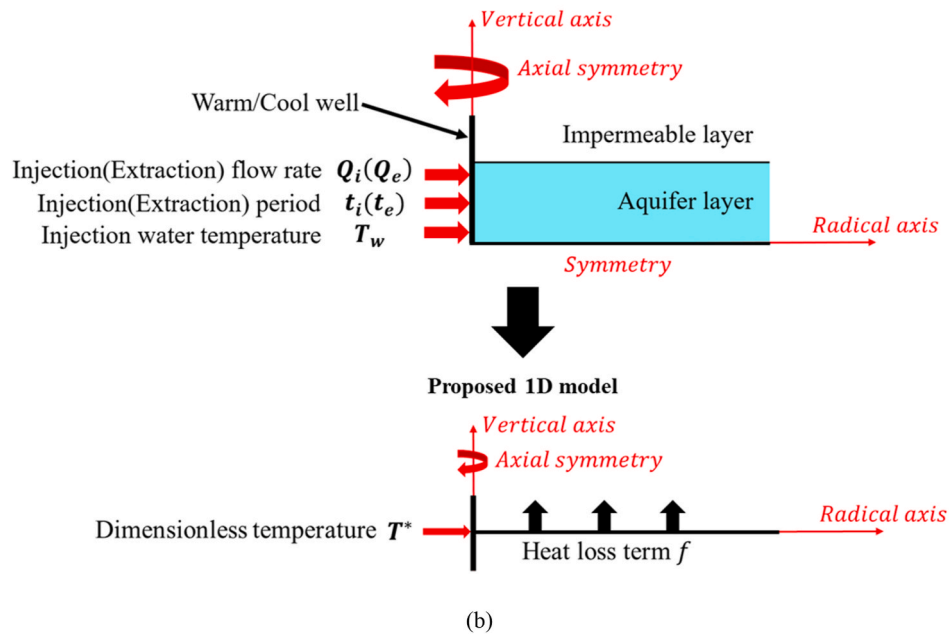 Vertical axis
Axial symmetry
Warm/Cool well
Impermeable layer
Injection(Extraction) flow rate Qᵢ(Qₑ)
Injection(Extraction) period tᵢ(tₑ)
Aquifer layer
Injection water temperature T_w
Radical axis
Symmetry
Proposed 1D model
Vertical axis
Axial symmetry
Dimensionless temperature T*
Radical axis
Heat loss term f
(b)